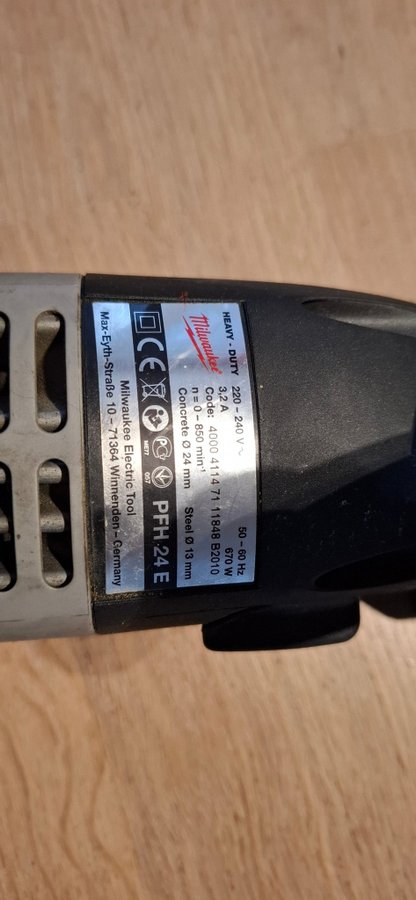 Milwaukee
HEAVY - DUTY
220 – 240 V ~ 50 – 60 Hz
3,2 A 670 W
Code: 4000 4114 71 11848 B2010
n = 0 – 850 min⁻¹
Concrete Ø 24 mm Steel Ø 13 mm
CE PFH 24 E
Milwaukee Electric Tool
Max-Eyth-Straße 10 – 71364 Winnenden – Germany